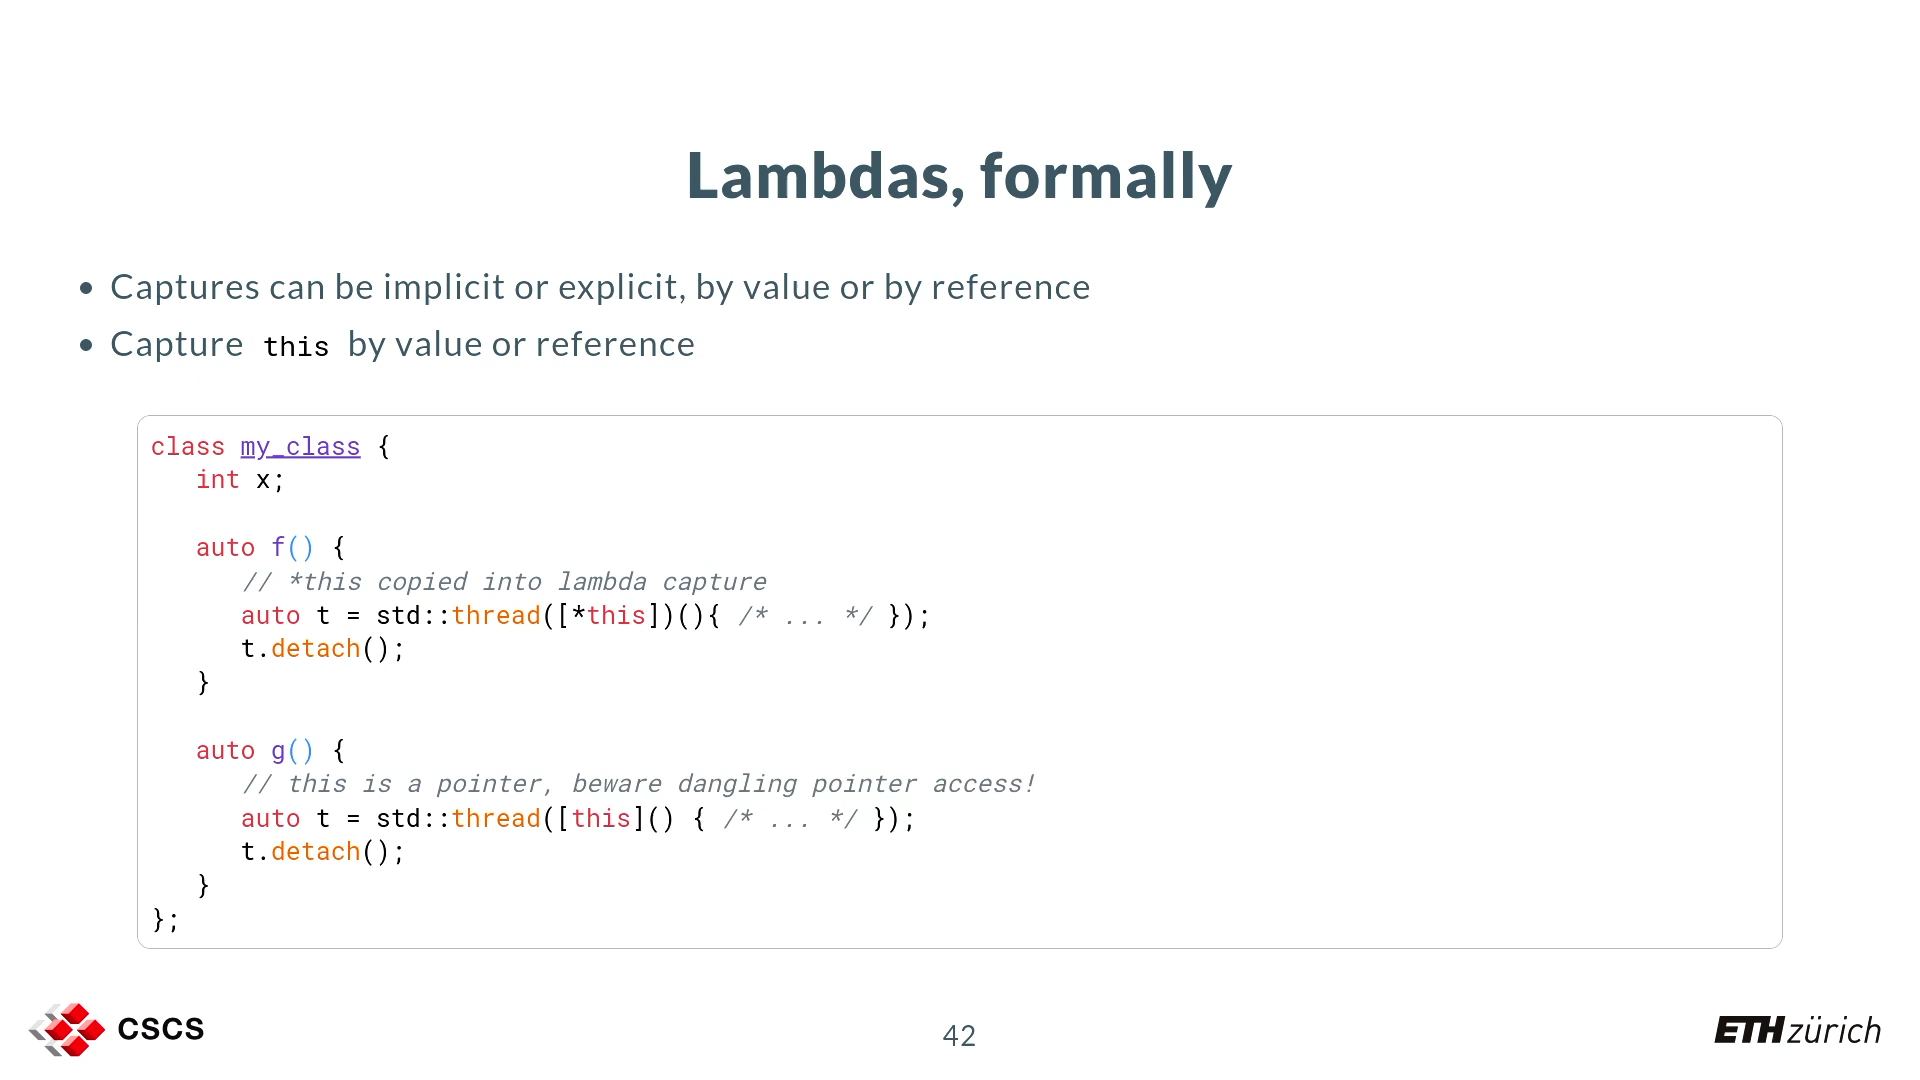 Lambdas, formally
• Captures can be implicit or explicit, by value or by reference
• Capture this by value or reference
class my_class {
   int x;

   auto f() {
      // *this copied into lambda capture
      auto t = std::thread([*this])(){ /* ... */ });
      t.detach();
   }

   auto g() {
      // this is a pointer, beware dangling pointer access!
      auto t = std::thread([this]() { /* ... */ });
      t.detach();
   }
};
CSCS
42
ETH zürich